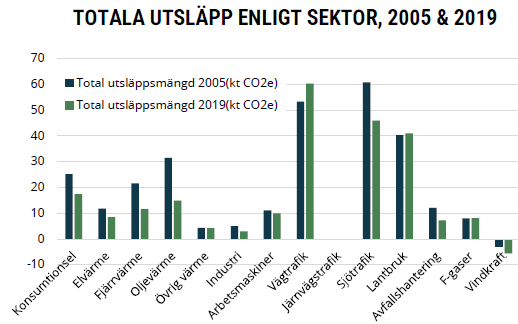 TOTALA UTSLÄPP ENLIGT SEKTOR, 2005 & 2019
70
60
50
40
30
20
10
0
-10
Total utsläppsmängd 2005(kt CO2e)
Total utsläppsmängd 2019(kt CO2e)
Konsumtionsel
Elvärme
Fjärrvärme
Oljevärme
Övrig värme
Industri
Arbetsmaskiner
Vägtrafik
Järnvägstrafik
Sjötrafik
Lantbruk
Avfallshantering
F-gaser
Vindkraft